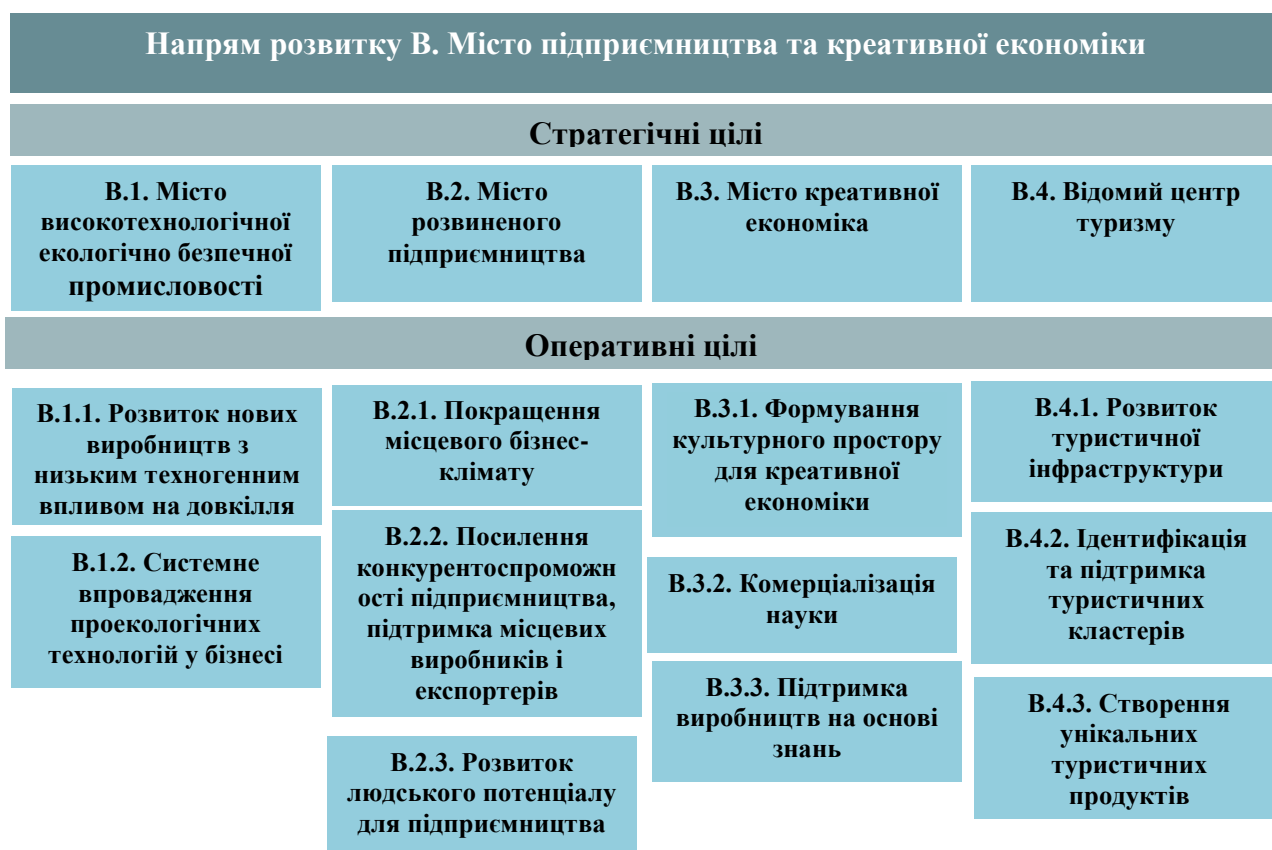 Напрям розвитку В. Місто підприємництва та креативної економіки
Стратегічні цілі
В.1. Місто
високотехнологічної
екологічно безпечної
промисловості
В.2. Місто
розвиненого
підприємництва
В.3. Місто креативної
економіка
В.4. Відомий центр
туризму
Оперативні цілі
В.1.1. Розвиток нових
виробництв з
низьким техногенним
впливом на довкілля
В.1.2. Системне
впровадження
проекологічних
технологій у бізнесі
В.2.1. Покращення
місцевого бізнес-
клімату
В.2.2. Посилення
конкурентоспроможн
ості підприємництва,
підтримка місцевих
виробників і
експортерів
В.2.3. Розвиток
людського потенціалу
для підприємництва
В.3.1. Формування
культурного простору
для креативної
економіки
В.3.2. Комерціалізація
науки
В.3.3. Підтримка
виробництв на основі
знань
В.4.1. Розвиток
туристичної
інфраструктури
В.4.2. Ідентифікація
та підтримка
туристичних
кластерів
В.4.3. Створення
унікальних
туристичних
продуктів